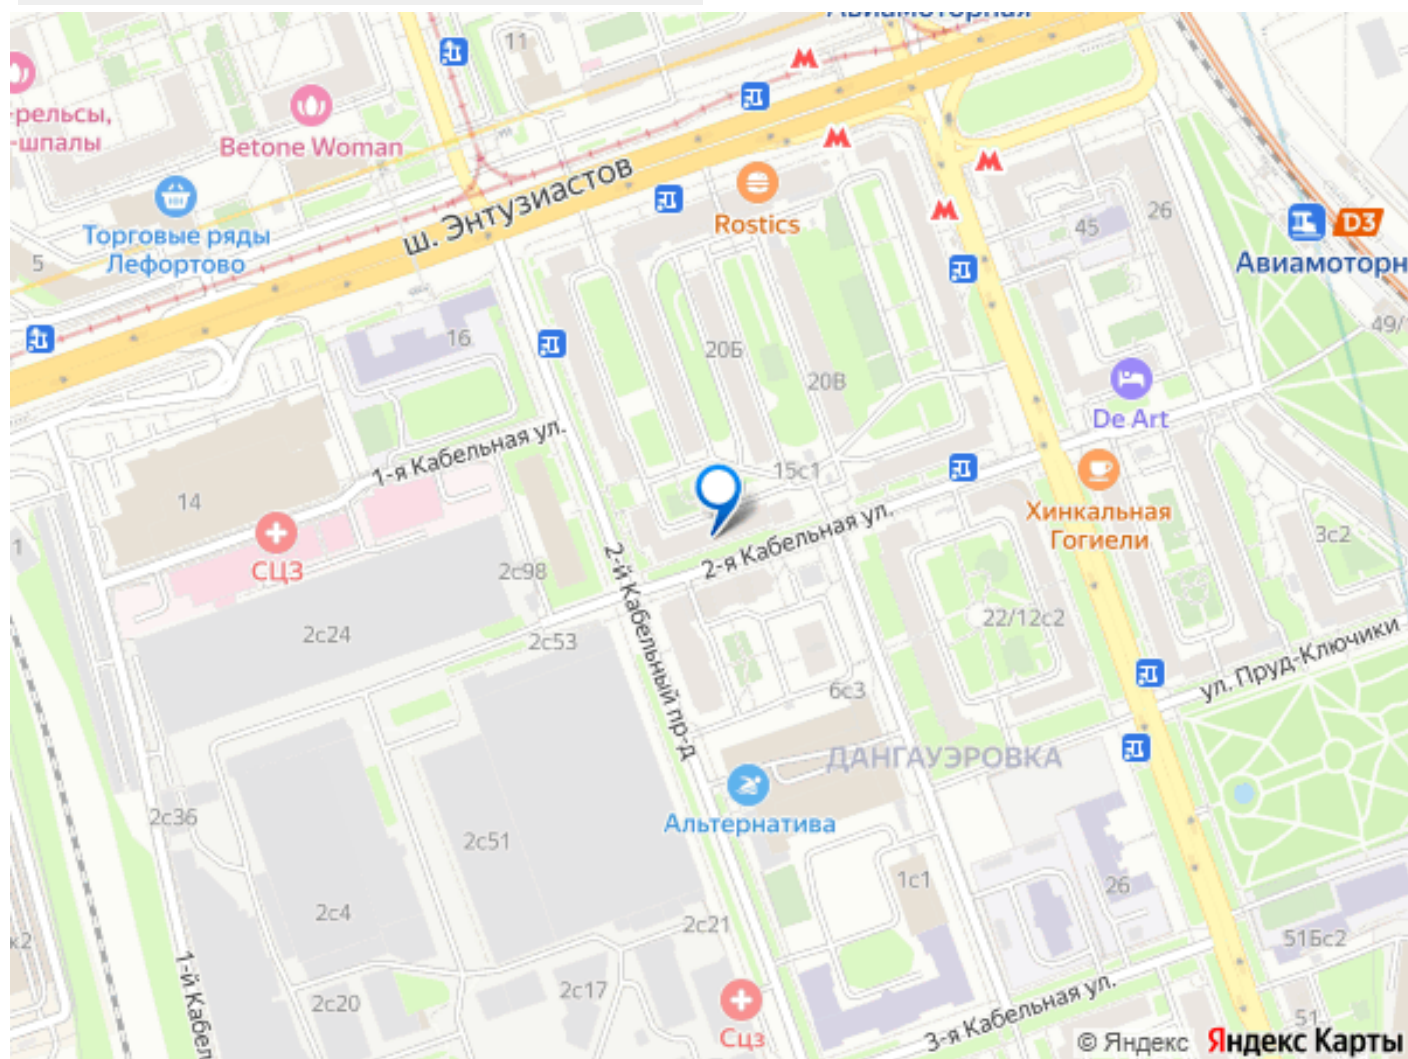 Авиамоторная
11
-рельсы,
-шпалы
Betone Woman
ш. Энтузиастов
Rostics
26
45
D3
Торговые ряды
Лефортово
5
Авиаморн
16
20Б
20В
49/
De Art
1-я Кабельная ул.
15с1
14
Хинкальная
Гогиели
3с2
1
СЦЗ
2с98
2-я Кабельная ул.
2-й Кабельный пр-д
2с24
2с53
22/12с2
ул. Пруд-Ключики
6с3
ДАНГАУЭРОВКА
2с36
Альтернатива
2с51
1с1
26
2с4
2с21
51Бс2
к2
1-й Кабел
2с20
2с17
Сцз
3-я Кабельная ул.
51
© Яндекс Яндекс Карты